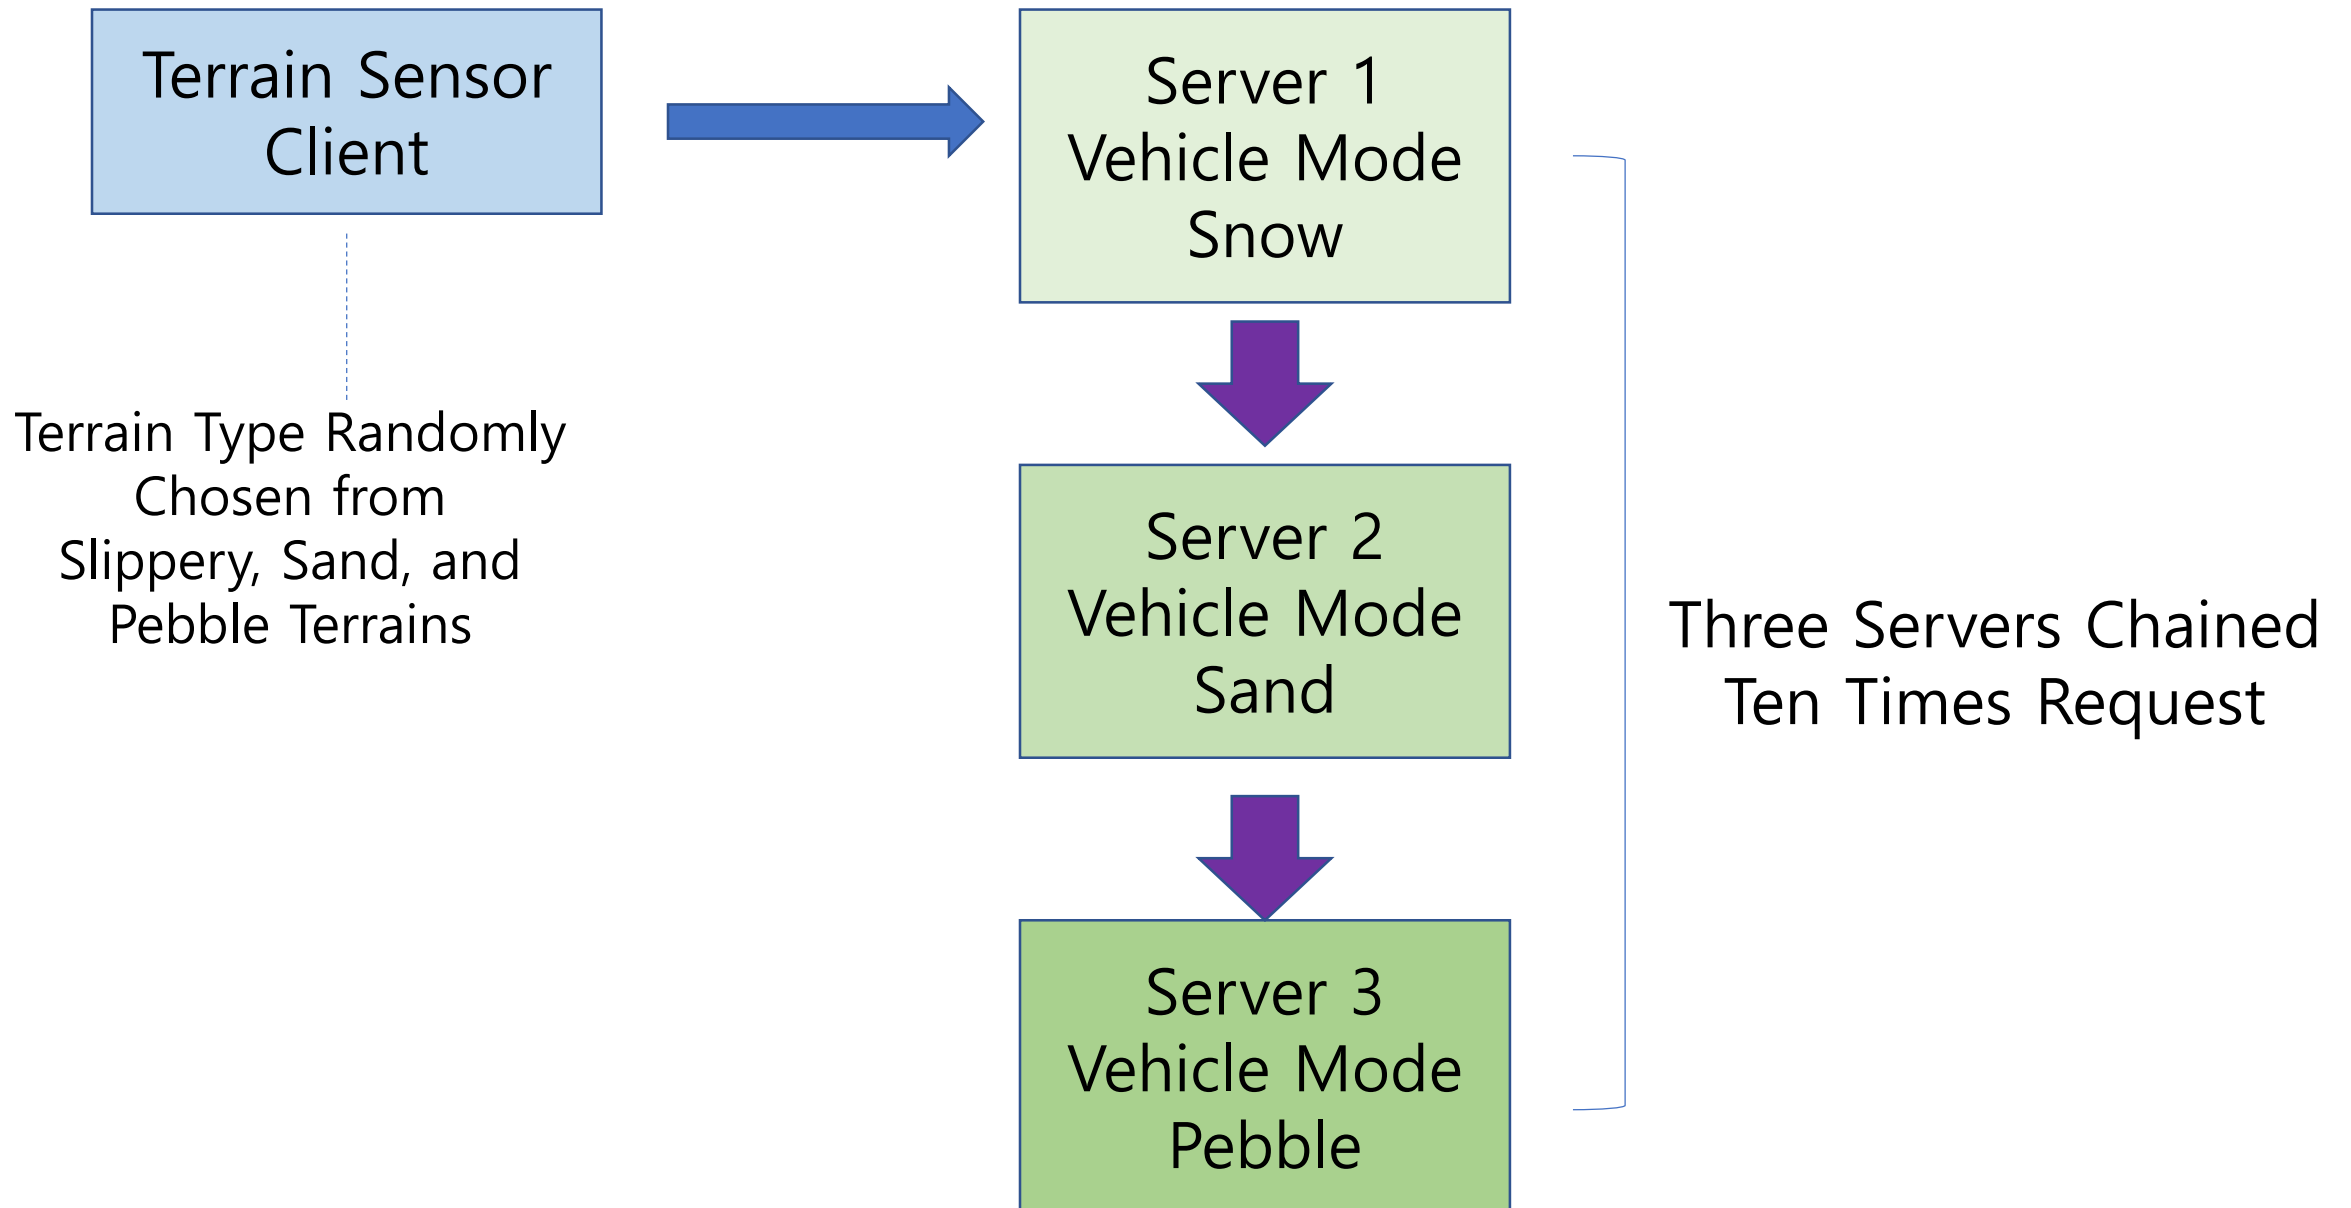 Terrain Sensor
Client
Terrain Type Randomly
Chosen from
Slippery, Sand, and
Pebble Terrains
Server 1
Vehicle Mode
Snow
Server 2
Vehicle Mode
Sand
Server 3
Vehicle Mode
Pebble
Three Servers Chained
Ten Times Request